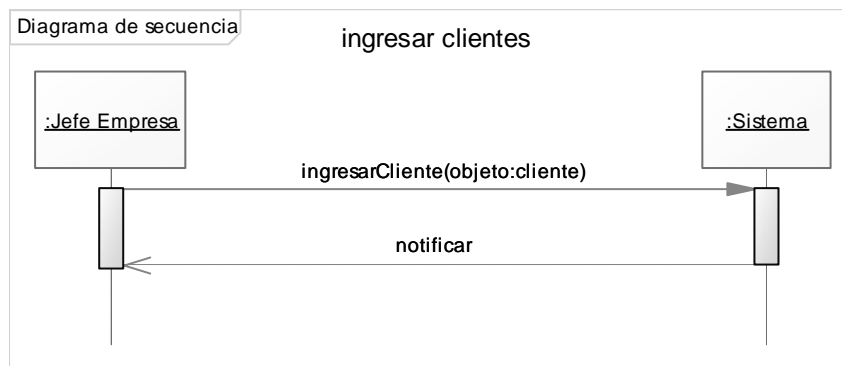 Diagrama de secuencia
ingresar clientes
:Jefe Empresa
:Sistema
ingresarCliente(objeto:cliente)
notificar